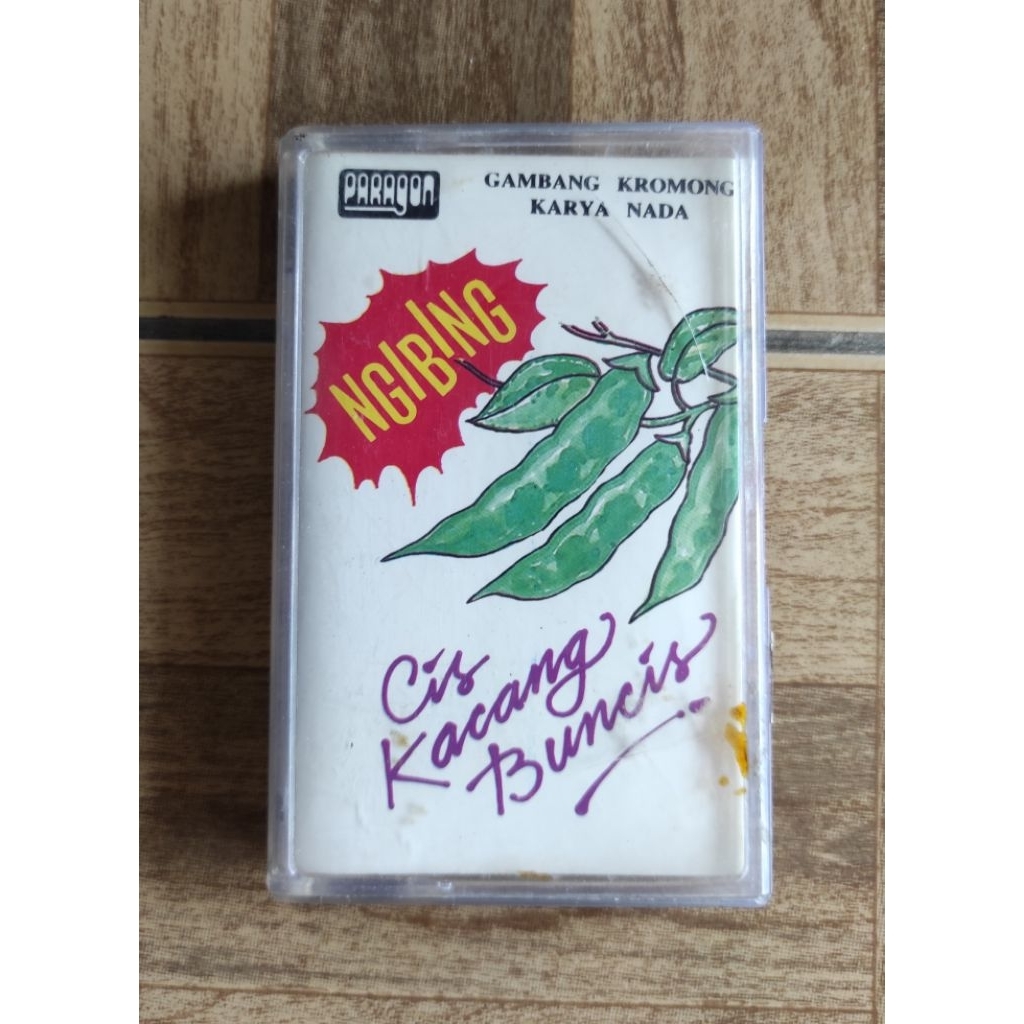 PARAGON
GAMBANG KROMONG
KARYA NADA
NGIBING
Cis
Kacang
Buncis